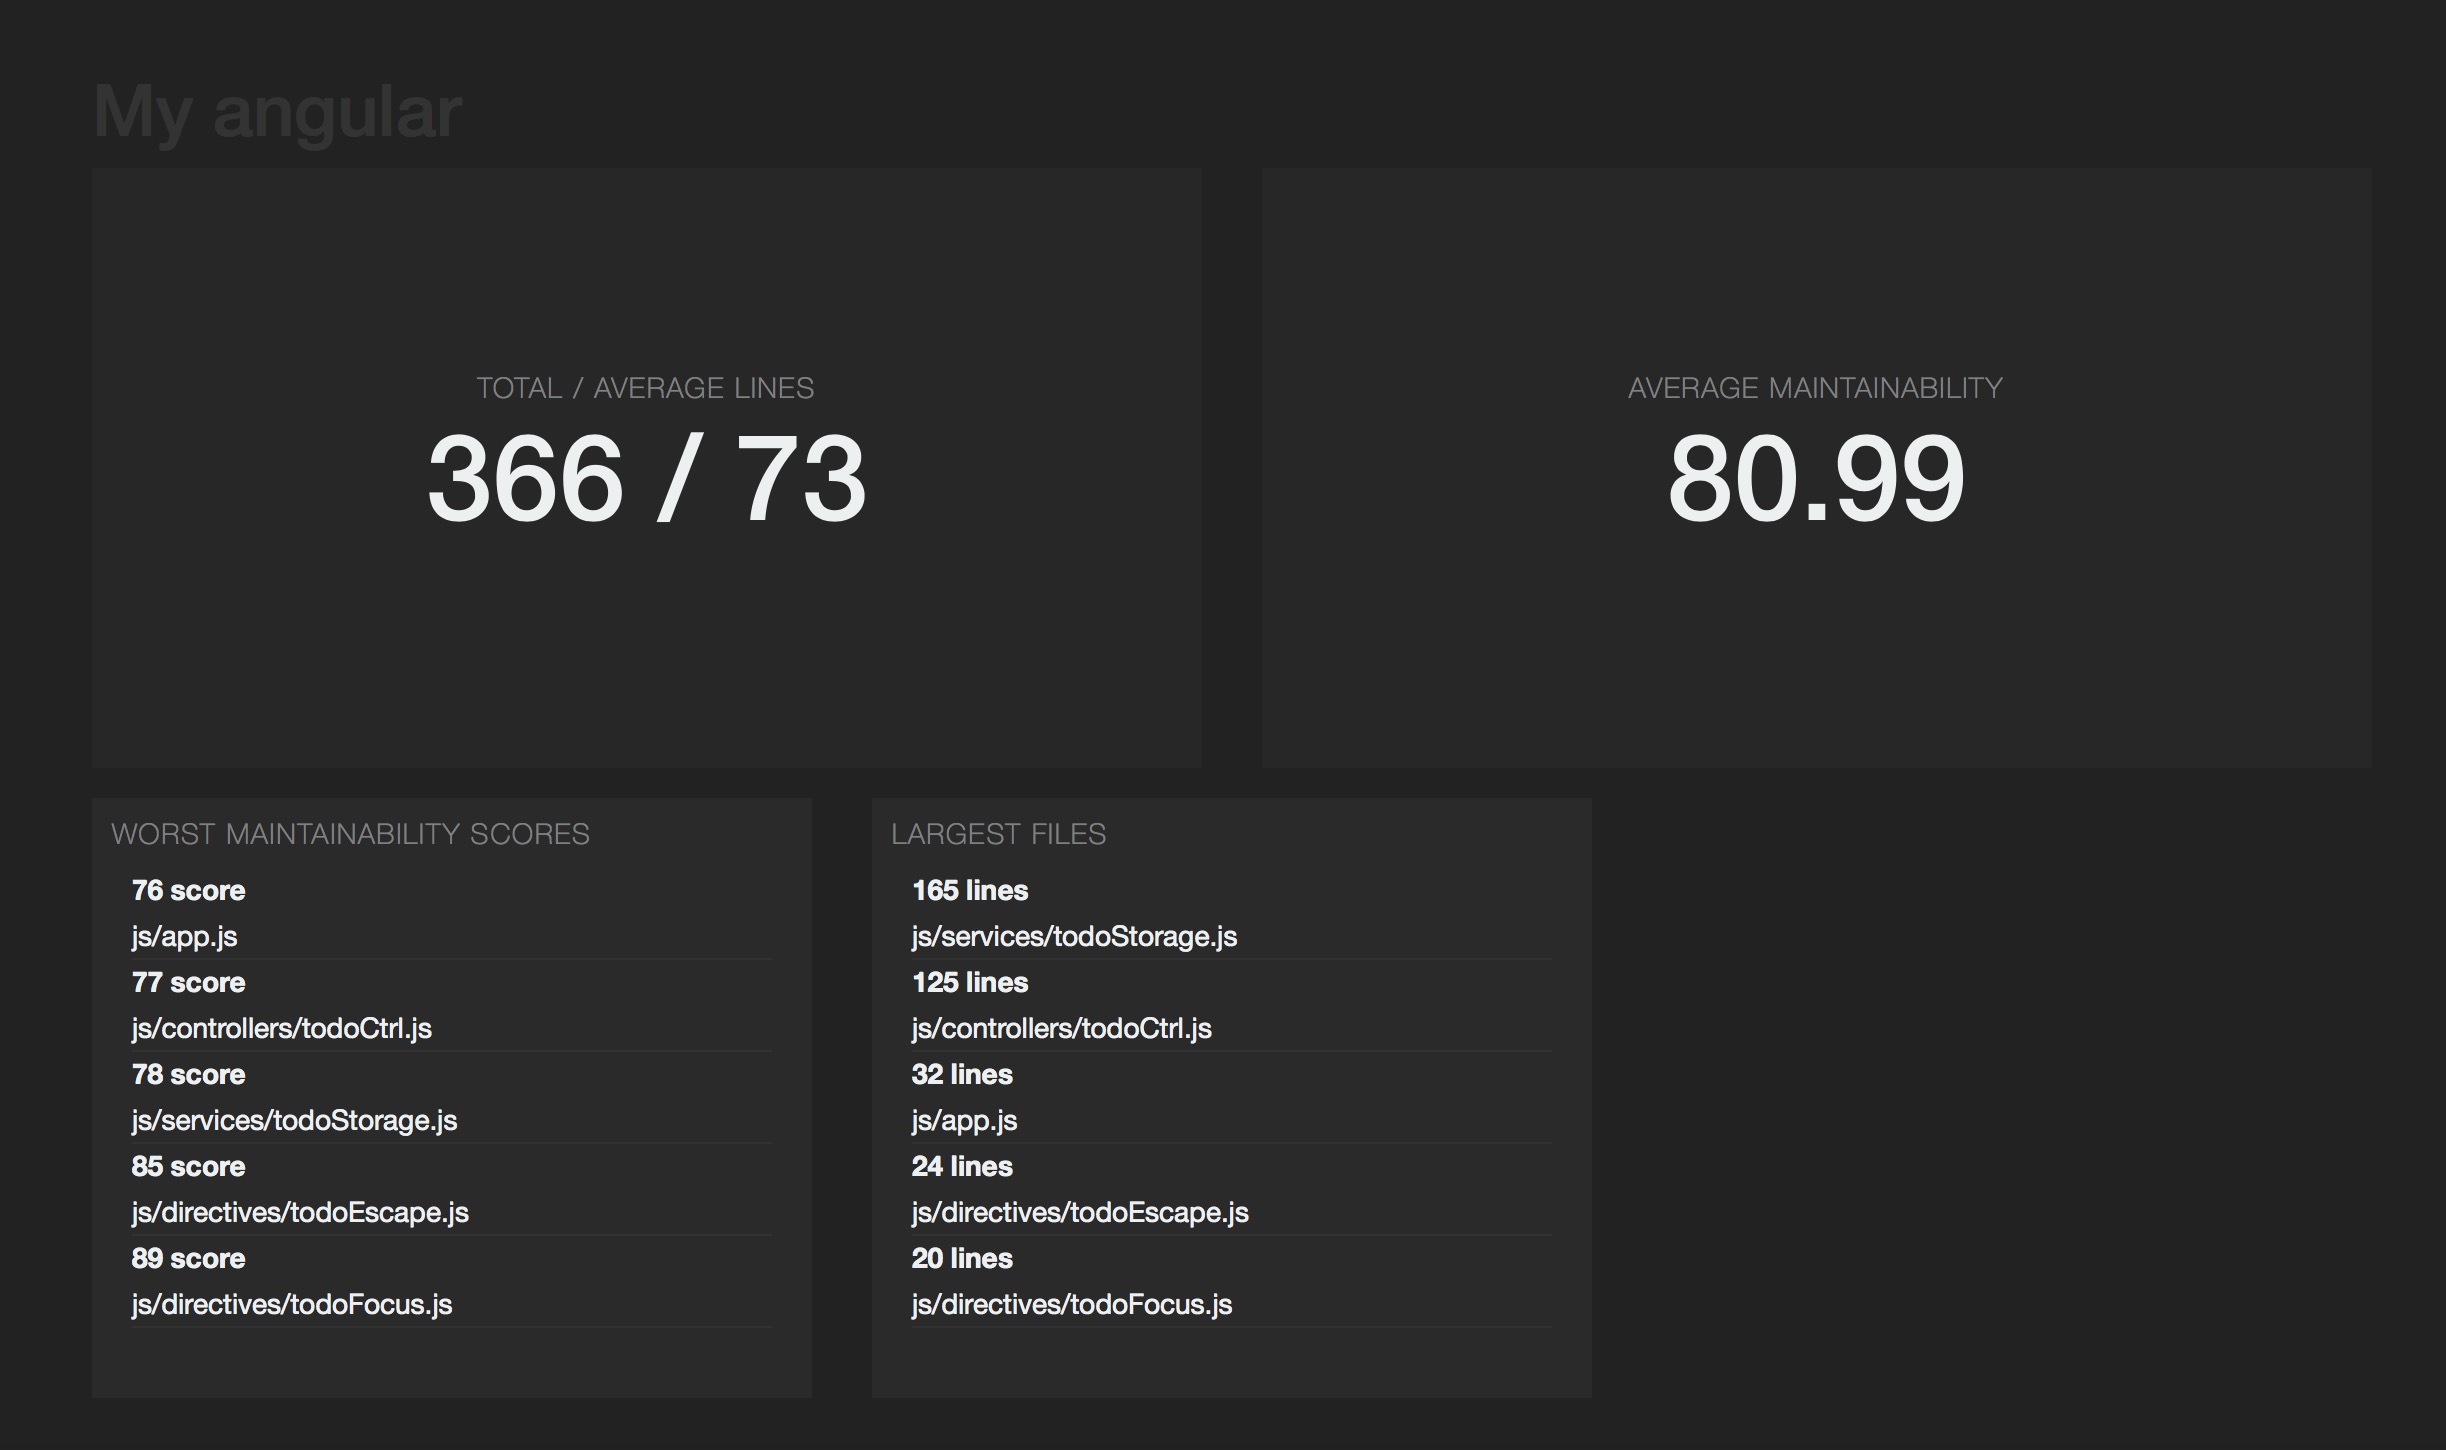 My angular
TOTAL / AVERAGE LINES
366 / 73
AVERAGE MAINTAINABILITY
80.99
WORST MAINTAINABILITY SCORES
76 score
js/app.js
77 score
js/controllers/todoCtrl.js
78 score
js/services/todoStorage.js
85 score
js/directives/todoEscape.js
89 score
js/directives/todoFocus.js
LARGEST FILES
165 lines
js/services/todoStorage.js
125 lines
js/controllers/todoCtrl.js
32 lines
js/app.js
24 lines
js/directives/todoEscape.js
20 lines
js/directives/todoFocus.js